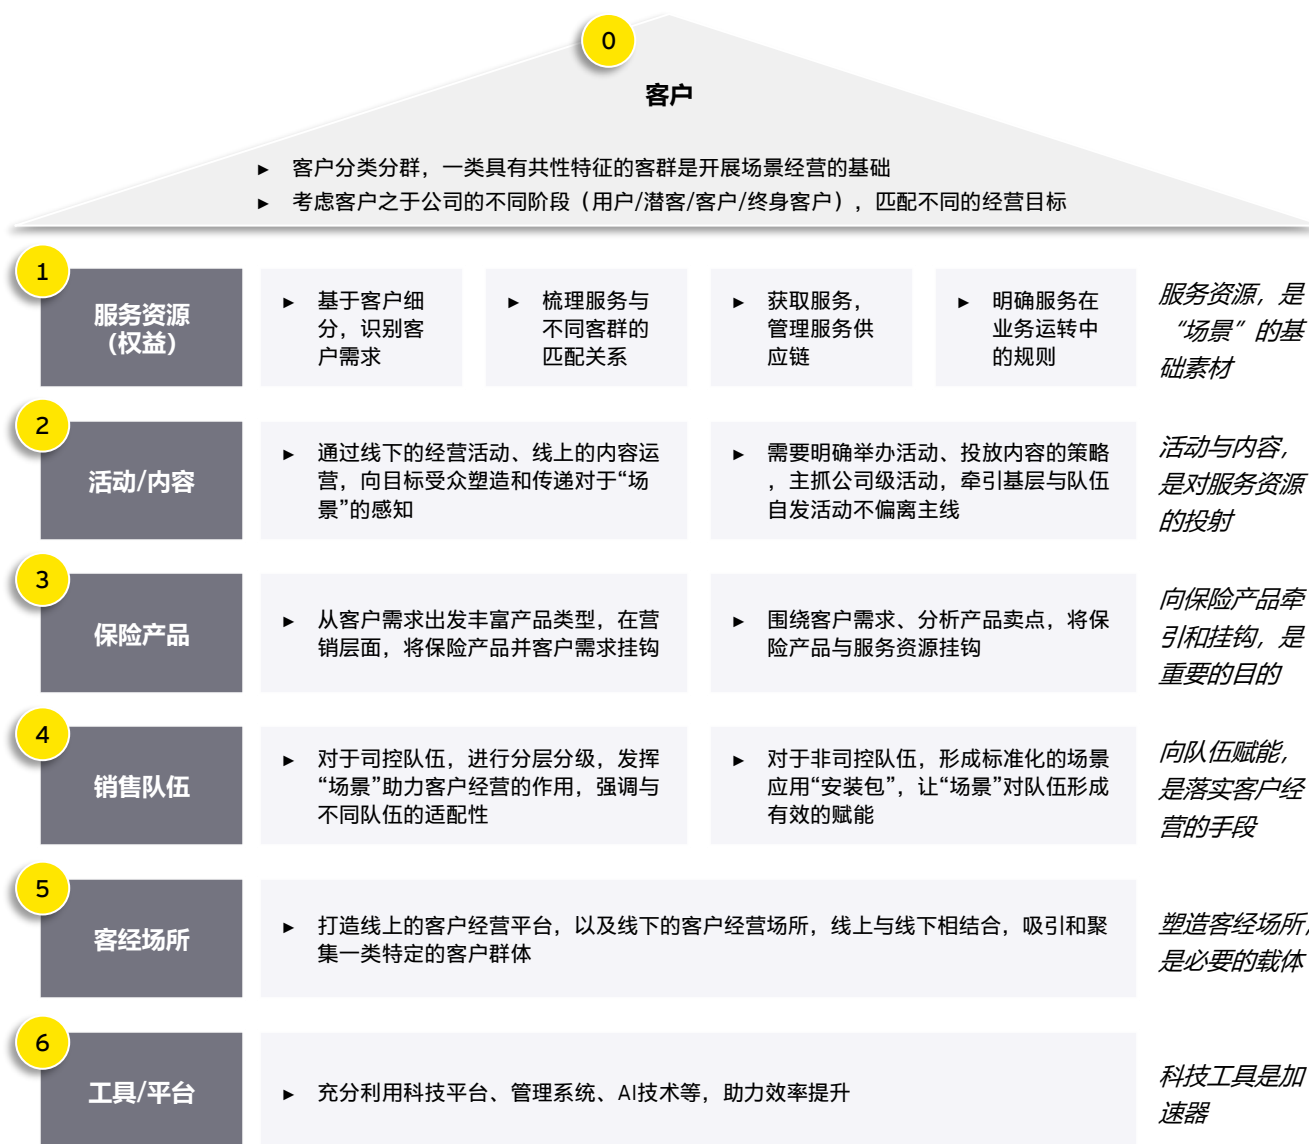 0
客户
► 客户分类分群，一类具有共性特征的客群是开展场景经营的基础
► 考虑客户之于公司的不同阶段（用户/潜客/客户/终身客户），匹配不同的经营目标
1
服务资源
（权益）
► 基于客户细
分，识别客
户需求
► 梳理服务与
不同客群的
匹配关系
► 获取服务，
管理服务供
应链
► 明确服务在
业务运转中
的规则
服务资源，是
“场景”的基
础素材
2
活动/内容
► 通过线下的经营活动、线上的内容运
营，向目标受众塑造和传递对于“场
景”的感知
► 需要明确举办活动、投放内容的策略
，主抓公司级活动，牵引基层与队伍
自发活动不偏离主线
活动与内容，
是对服务资源
的投射
3
保险产品
► 从客户需求出发丰富产品类型，在营
销层面，将保险产品并客户需求挂钩
► 围绕客户需求、分析产品卖点，将保
险产品与服务资源挂钩
向保险产品牵
引和挂钩，是
重要的目的
4
销售队伍
► 对于司控队伍，进行分层分级，发挥
“场景”助力客户经营的作用，强调与
不同队伍的适配性
► 对于非司控队伍，形成标准化的场景
应用“安装包”，让“场景”对队伍形成
有效的赋能
向队伍赋能，
是落实客户经
营的手段
5
客经场所
► 打造线上的客户经营平台，以及线下的客户经营场所，线上与线下相结合，吸引和聚
集一类特定的客户群体
塑造客经场所，
是必要的载体
6
工具/平台
► 充分利用科技平台、管理系统、AI技术等，助力效率提升
科技工具是加
速器